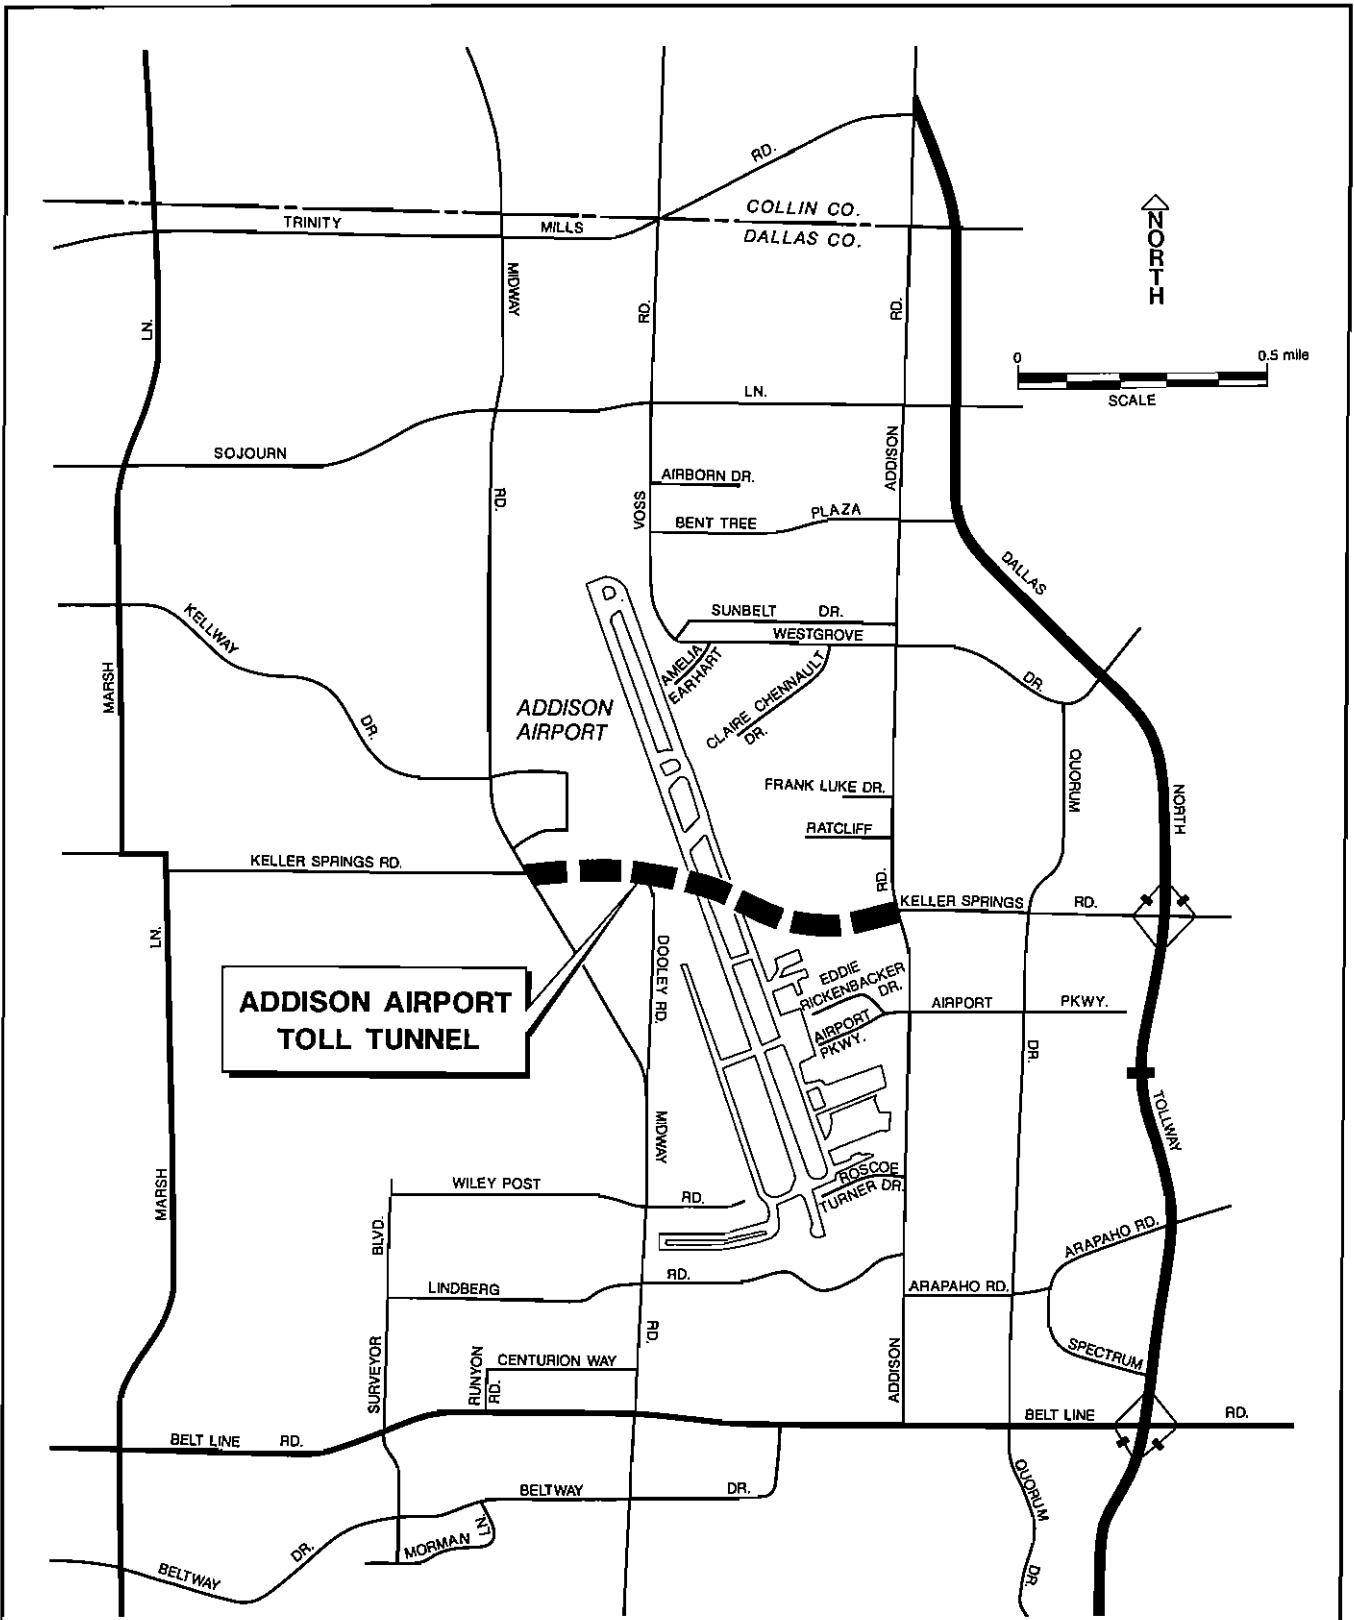 RD.
COLLIN CO.
TRINITY
MILLS
DALLAS CO.
NORTH
MIDWAY
LN.
RD.
RD.
0
0.5 mile
SCALE
LN.
SOJOURN
ADDISON
AIRBORN DR.
RD.
VOSS
BENT TREE
PLAZA
DALLAS
KELLWAY
SUNBELT DR.
WESTGROVE
AMELIA
EARHART
CLAIRE CHENNAULT
DR.
DR.
MARSH
DR.
ADDISON
AIRPORT
QUORUM
FRANK LUKE DR.
NORTH
RATCLIFF
KELLER SPRINGS RD.
RD.
KELLER SPRINGS
RD.
LN.
DOOLEY RD.
EDDIE
RICKENBACKER
DR.
ADDISON AIRPORT
TOLL TUNNEL
AIRPORT
PKWY.
AIRPORT
PKWY.
DR.
TOLLWAY
MIDWAY
MARSH
WILEY POST
RD.
ROSCOE
TURNER DR.
BLVD.
ARAPAHO RD.
LINDBERG
RD.
ARAPAHO RD.
RD.
SURVEYOR
RUNYON
RD.
CENTURION WAY
ADDISON
SPECTRUM
BELT LINE
RD.
BELT LINE
RD.
BELTWAY
DR.
QUORUM
LN.
MORMAN
DR.
BELTWAY
DR.